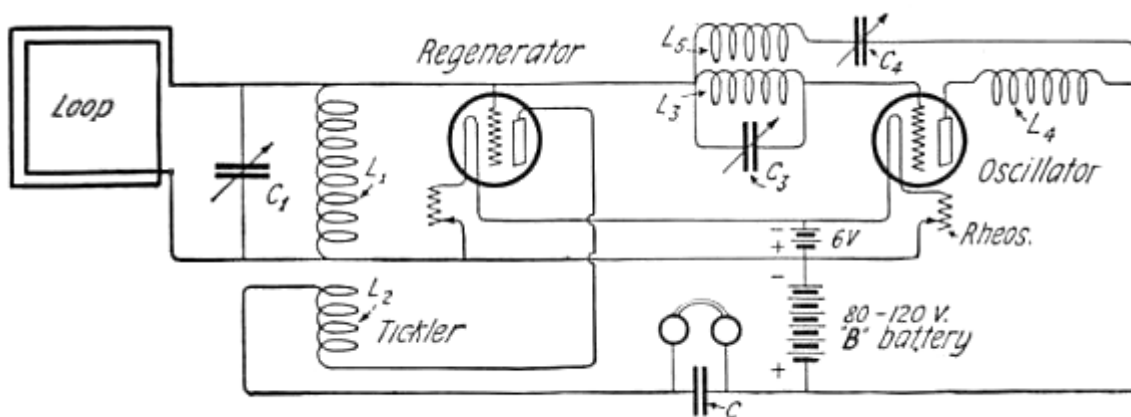 Loop
C1
L1
Regenerator
L5
C4
L3
C3
L4
Oscillator
Rheos.
-
+
6V
-
80-120 V.
"B" battery
+
L2
Tickler
C